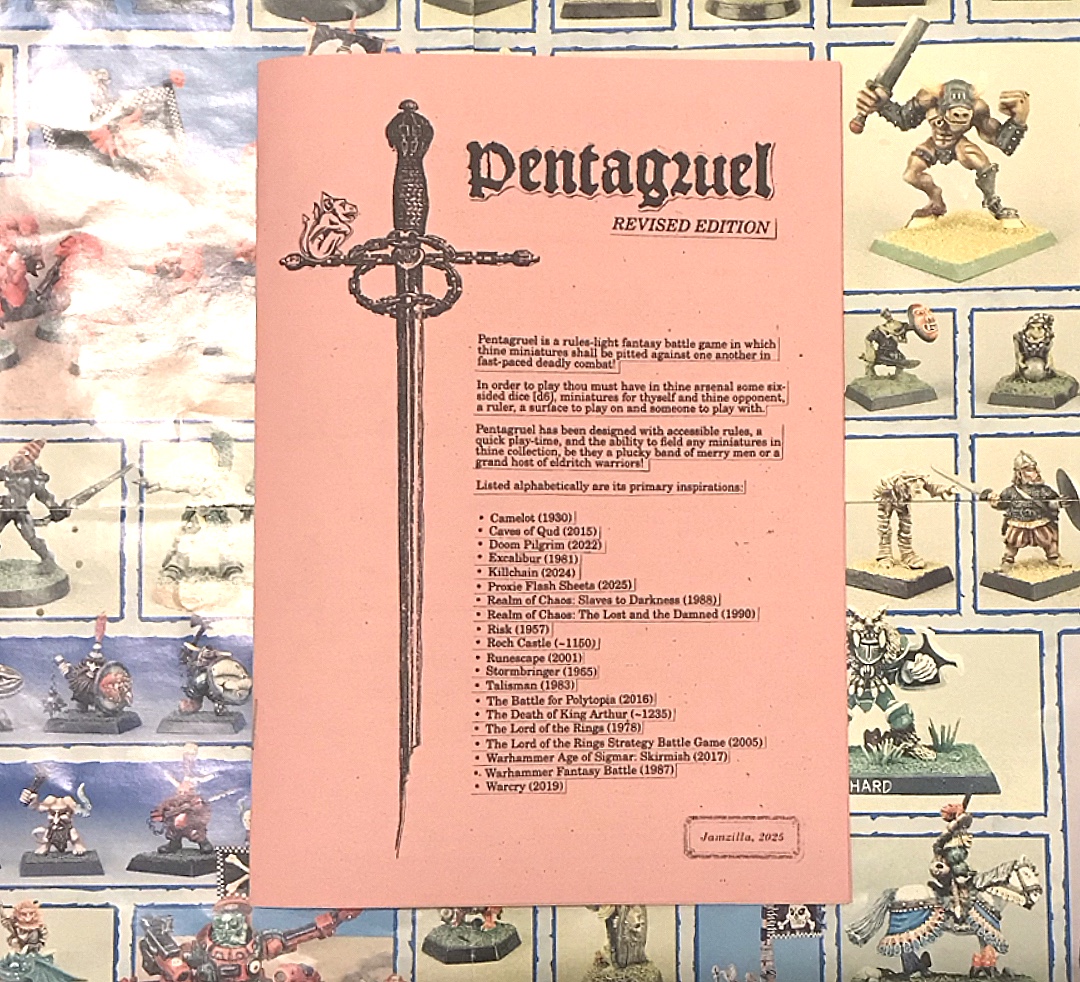 Pentagruel
REVISED EDITION
Pentagruel is a rules-light fantasy battle game in which
thine miniatures shall be pitted against one another in
fast-paced deadly combat!
In order to play thou must have in thine arsenal some six-
sided dice [d6], miniatures for thyself and thine opponent,
a ruler, a surface to play on and someone to play with.
Pentagruel has been designed with accessible rules, a
quick play-time, and the ability to field any miniatures in
thine collection, be they a plucky band of merry men or a
grand host of eldritch warriors!
Listed alphabetically are its primary inspirations:
• Camelot (1930)
• Caves of Qud (2015)
• Doom Pilgrim (2022)
• Excalibur (1981)
• Killchain (2024)
• Proxie Flash Sheets (2025)
• Realm of Chaos: Slaves to Darkness (1988)
• Realm of Chaos: The Lost and the Damned (1990)
• Risk (1957)
• Roch Castle (~1150)
• Runescape (2001)
• Stormbringer (1965)
• Talisman (1983)
• The Battle for Polytopia (2016)
• The Death of King Arthur (~1235)
• The Lord of the Rings (1978)
• The Lord of the Rings Strategy Battle Game (2005)
• Warhammer Age of Sigmar: Skirmish (2017)
• Warhammer Fantasy Battle (1987)
• Warcry (2019)
HARD
Jamzilla, 2025